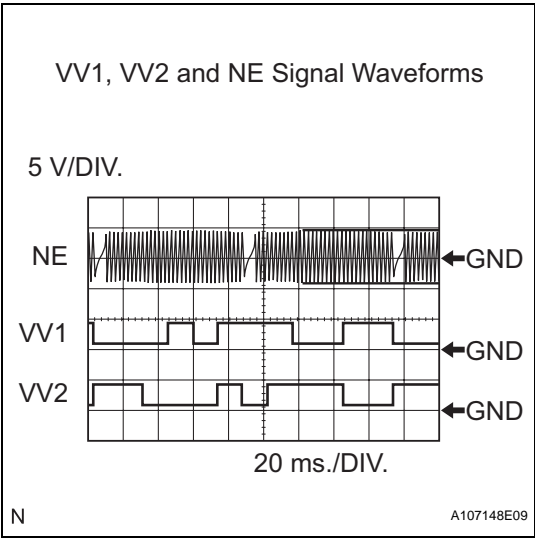 VV1, VV2 and NE Signal Waveforms
5 V/DIV.
NE
GND
VV1
GND
VV2
GND
20 ms./DIV.
N
A107148E09